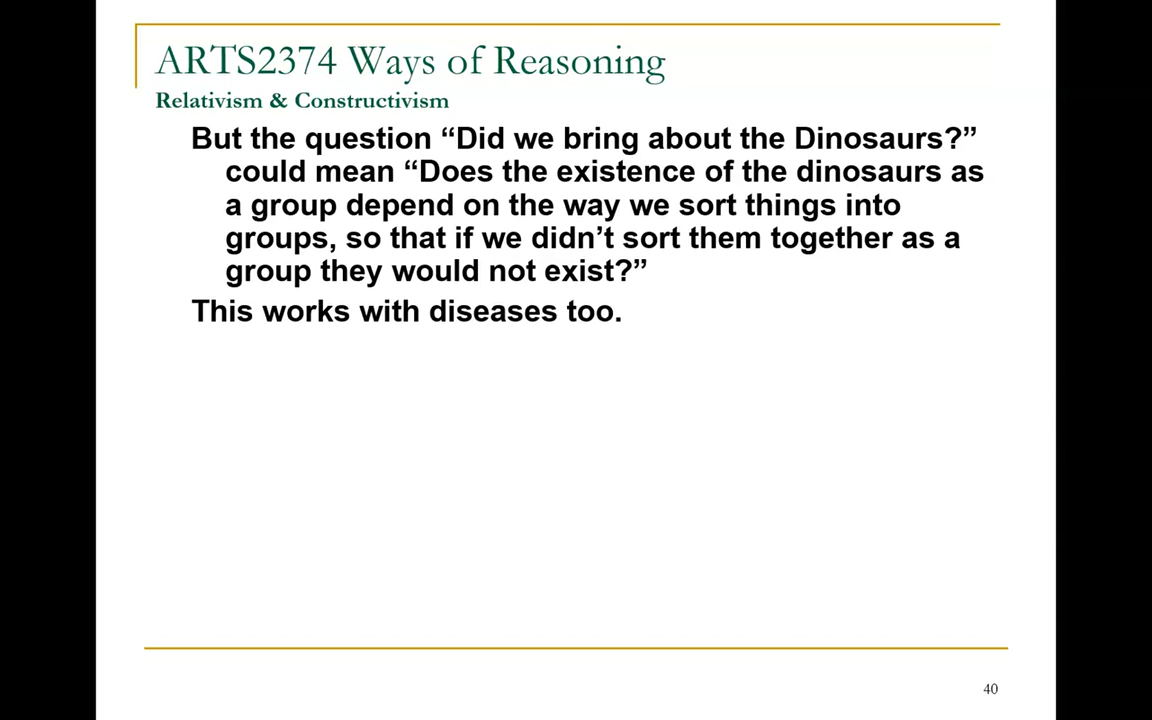 ARTS2374 Ways of Reasoning
Relativism & Constructivism
But the question “Did we bring about the Dinosaurs?”
could mean “Does the existence of the dinosaurs as
a group depend on the way we sort things into
groups, so that if we didn’t sort them together as a
group they would not exist?”
This works with diseases too.
40